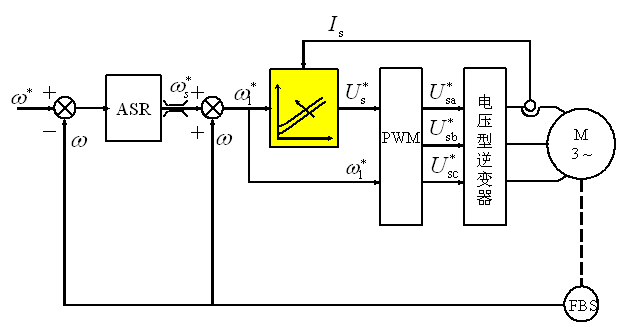 I_s
+
ω*
−
ω
ASR
ω_s*
+
+
ω
ω_1*
U_s*
ω_1*
PWM
U_sa*
U_sb*
U_sc*
电压型逆变器
M
3~
FBS